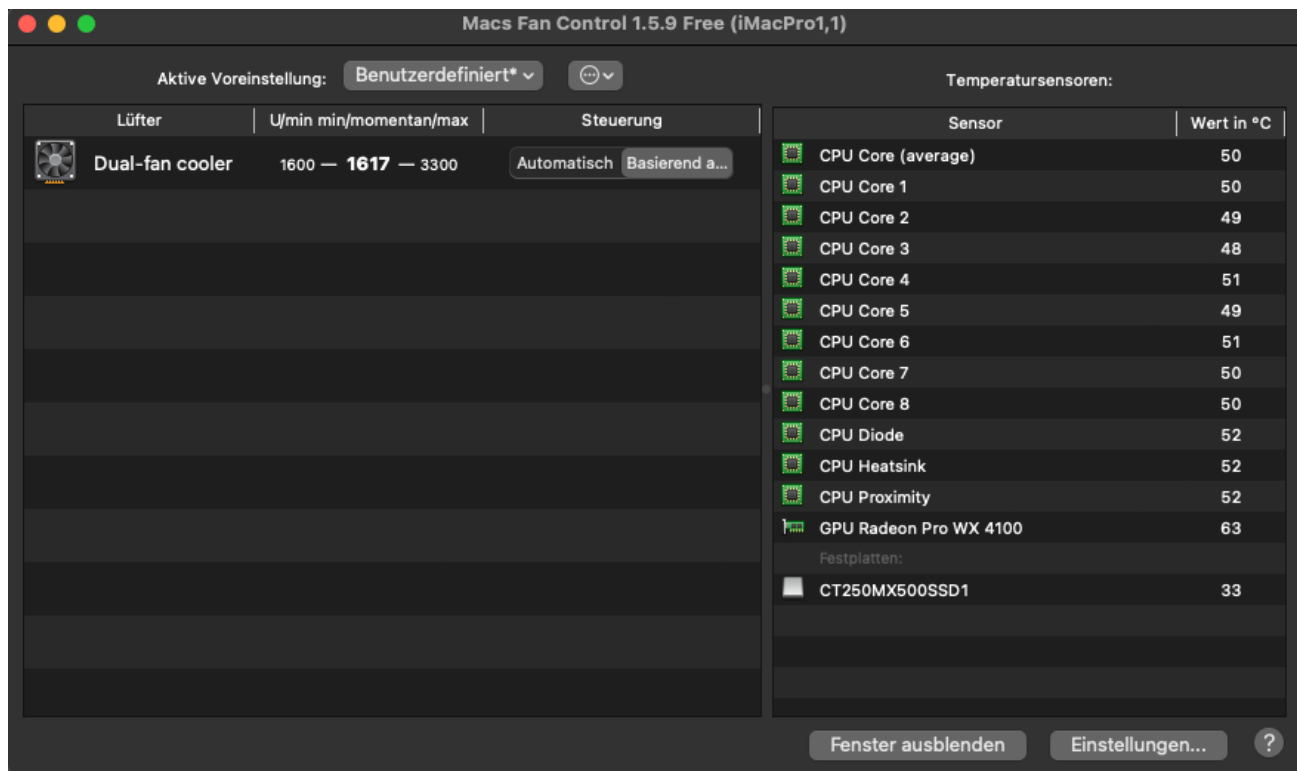 Macs Fan Control 1.5.9 Free (iMacPro1,1)
Aktive Voreinstellung: Benutzerdefiniert*
Temperatursensoren:
Lüfter U/min min/momentan/max Steuerung
Dual-fan cooler 1600 — 1617 — 3300 Automatisch Basierend a...
Sensor Wert in °C
CPU Core (average) 50
CPU Core 1 50
CPU Core 2 49
CPU Core 3 48
CPU Core 4 51
CPU Core 5 49
CPU Core 6 51
CPU Core 7 50
CPU Core 8 50
CPU Diode 52
CPU Heatsink 52
CPU Proximity 52
GPU Radeon Pro WX 4100 63
Festplatten:
CT250MX500SSD1 33
Fenster ausblenden Einstellungen... ?